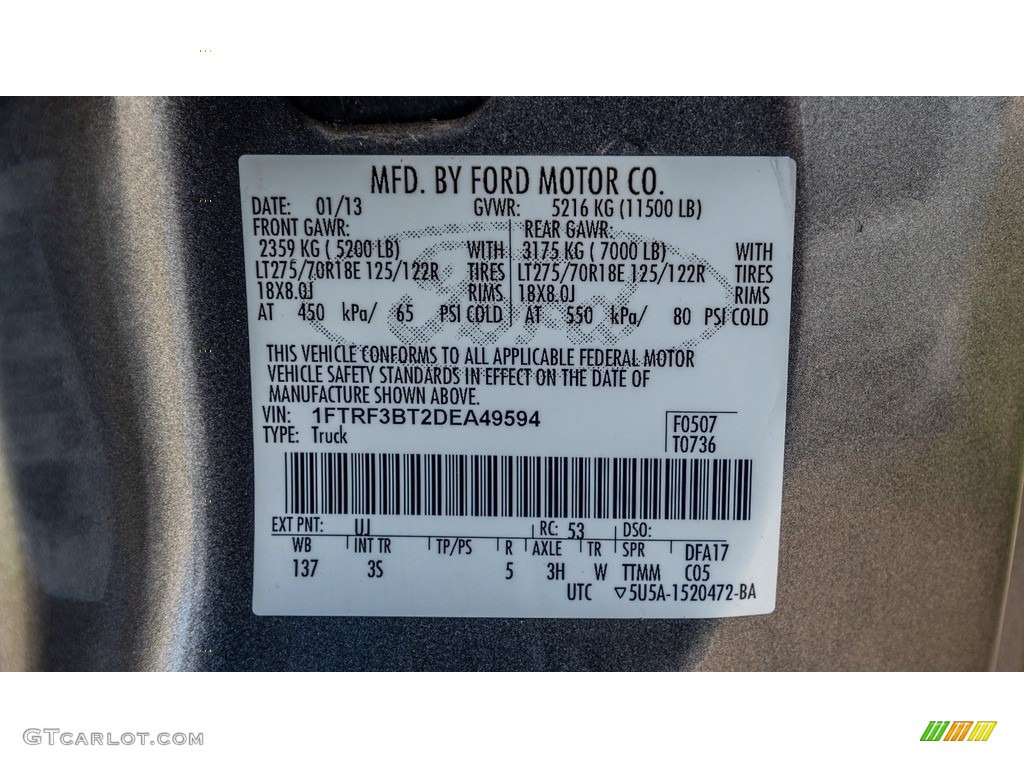 MFD. BY FORD MOTOR CO.
DATE: 01/13 GVWR: 5216 KG (11500 LB)
FRONT GAWR: REAR GAWR:
2359 KG ( 5200 LB) WITH 3175 KG ( 7000 LB) WITH
LT275/70R18E 125/122R TIRES LT275/70R18E 125/122R TIRES
18X8.0J RIMS 18X8.0J RIMS
AT 450 kPa/ 65 PSI COLD AT 550 kPa/ 80 PSI COLD
THIS VEHICLE CONFORMS TO ALL APPLICABLE FEDERAL MOTOR
VEHICLE SAFETY STANDARDS IN EFFECT ON THE DATE OF
MANUFACTURE SHOWN ABOVE.
VIN: 1FTRF3BT2DEA49594 F0507
TYPE: Truck T0736
EXT PNT: UJ RC: 53 DSO:
WB INT TR TP/PS R AXLE TR SPR DFA17
137 3S 5 3H W TTMM C05
UTC ▽5U5A-1520472-BA
GTCARLOT.COM